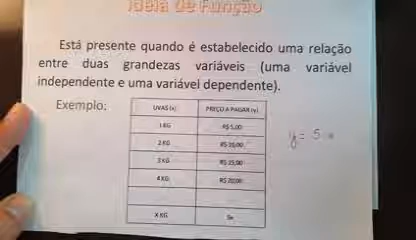 Ideia de Função
Está presente quando é estabelecido uma relação
entre duas grandezas variáveis (uma variável
independente e uma variável dependente).
Exemplo:
UVAS (x) PREÇO A PAGAR (y)
1 KG R$ 5,00
2 KG R$ 10,00
y = 5
3 KG R$ 15,00
4 KG R$ 20,00
X KG 5x